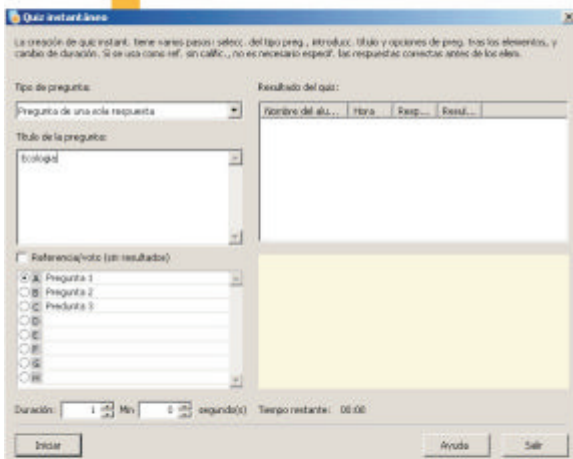 Quiz instantáneo
La creación de quiz instant. tiene varios pasos: selecc. del tipo preg., introducc. título y opciones de preg. tras los elementos, y
cambio de duración. Si se usa como ref. sin calific., no es necesario especif. las respuestas correctas antes de los elem.
Tipo de pregunta:
Resultado del quiz:
Pregunta de una sola respuesta
Nombre del alu... Hora Resp... Resul...
Título de la pregunta:
Ecologia
Referencia/voto (sin resultados)
A Pregunta 1
B Pregunta 2
C Predunta 3
D
E
F
G
H
Duración: 1 Min 0 segundo(s) Tiempo restante: 00:00
Iniciar Ayuda Salir